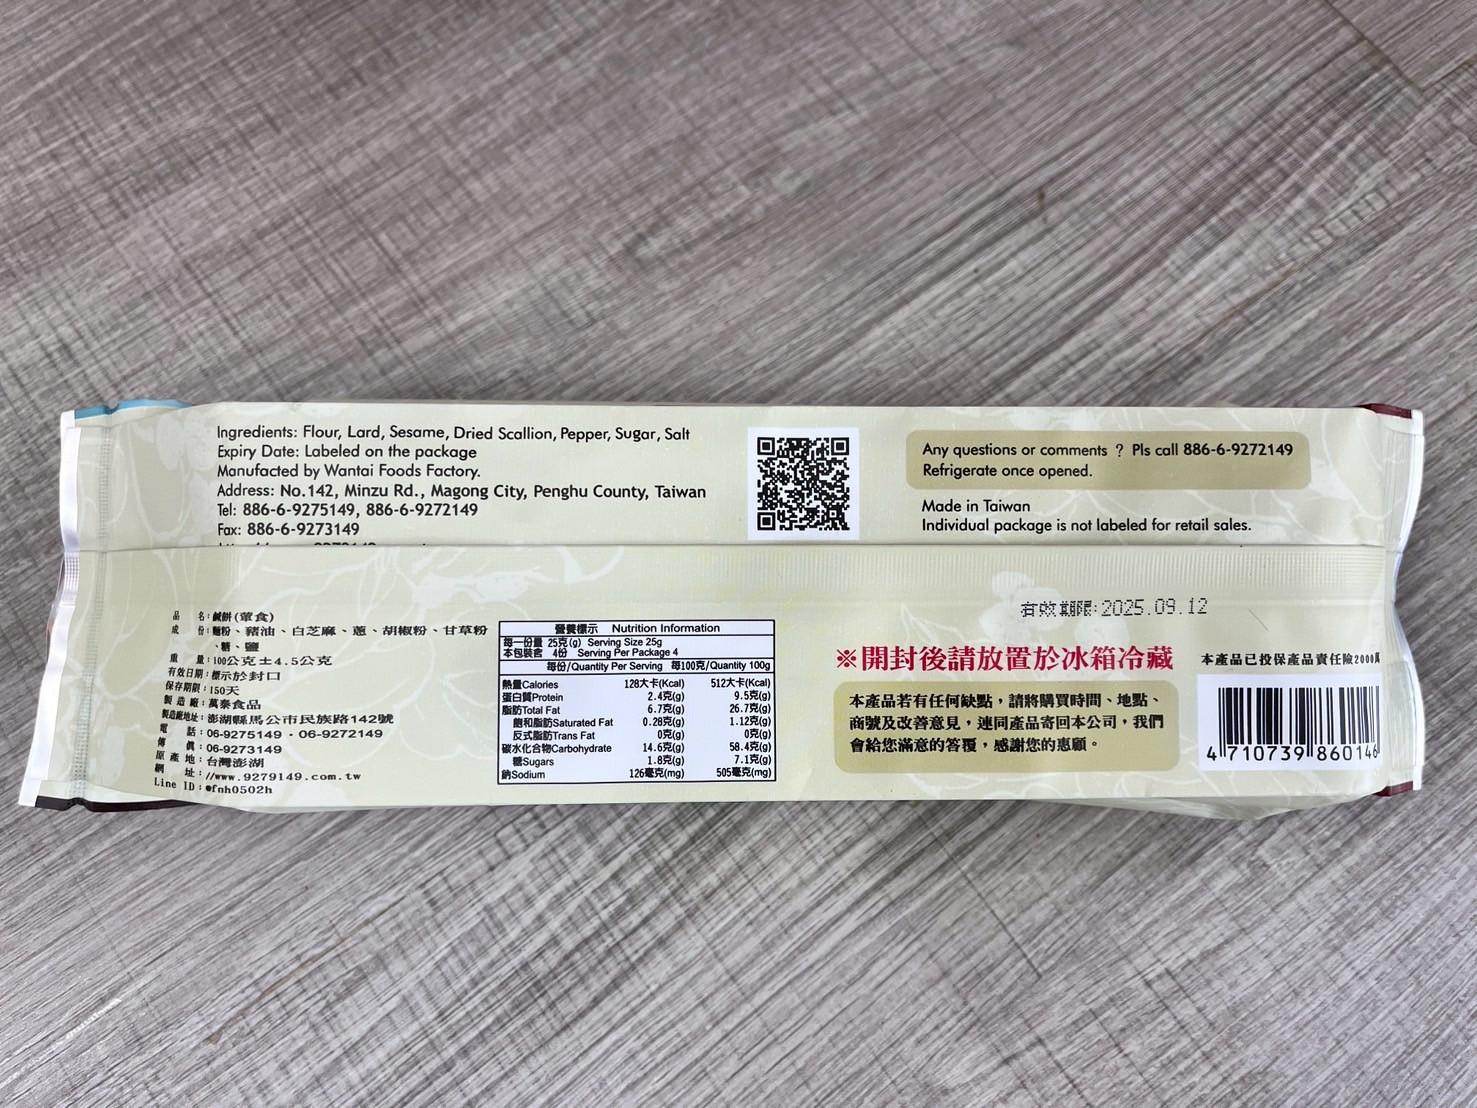 Ingredients: Flour, Lard, Sesame, Dried Scallion, Pepper, Sugar, Salt
Expiry Date: Labeled on the package
Manufacted by Wantai Foods Factory.
Address: No.142, Minzu Rd., Magong City, Penghu County, Taiwan
Tel: 886-6-9275149, 886-6-9272149
Fax: 886-6-9273149
Any questions or comments ? Pls call 886-6-9272149
Refrigerate once opened.
Made in Taiwan
Individual package is not labeled for retail sales.
品 名:鹹餅(葷食)
成 份:麵粉、豬油、白芝麻、蔥、胡椒粉、甘草粉
、糖、鹽
重 量:100公克±4.5公克
有效日期:標示於封口
保存期限:150天
製造廠:萬泰食品
製造廠地址:澎湖縣馬公市民族路142號
電 話:06-9275149・06-9272149
傳 真:06-9273149
原產地:台灣澎湖
網 址://www.9279149.com.tw
Line ID:@fnh0502h
營養標示 Nutrition Information
每一份量 25克(g) Serving Size 25g
本包裝含 4份 Serving Per Package 4
每份/Quantity Per Serving 每100克/Quantity 100g
熱量Calories 128大卡(Kcal) 512大卡(Kcal)
蛋白質Protein 2.4克(g) 9.5克(g)
脂肪Total Fat 6.7克(g) 26.7克(g)
飽和脂肪Saturated Fat 0.28克(g) 1.12克(g)
反式脂肪Trans Fat 0克(g) 0克(g)
碳水化合物Carbohydrate 14.6克(g) 58.4克(g)
糖Sugars 1.8克(g) 7.1克(g)
鈉Sodium 126毫克(mg) 505毫克(mg)
有效期限:2025.09.12
※開封後請放置於冰箱冷藏
本產品若有任何缺點,請將購買時間、地點、
商號及改善意見,連同產品寄回本公司,我們
會給您滿意的答覆,感謝您的惠顧。
本產品已投保產品責任險2000萬
4 710739 860146